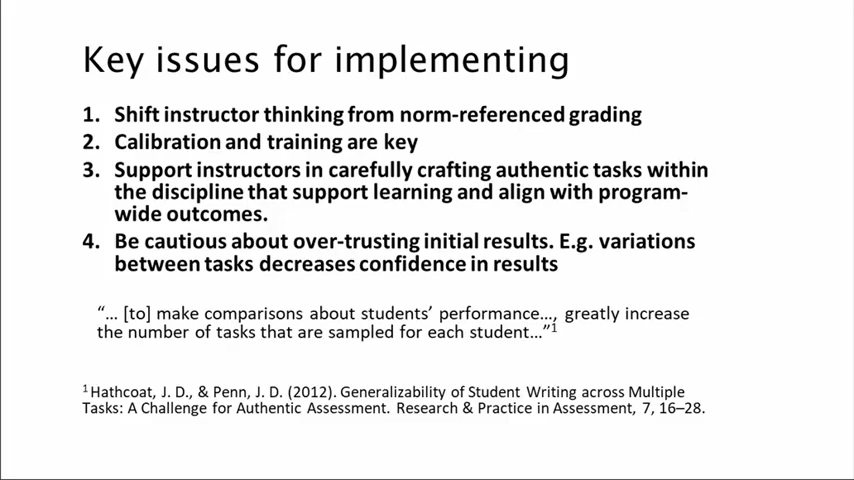 Key issues for implementing
1. Shift instructor thinking from norm-referenced grading
2. Calibration and training are key
3. Support instructors in carefully crafting authentic tasks within
the discipline that support learning and align with program-
wide outcomes.
4. Be cautious about over-trusting initial results. E.g. variations
between tasks decreases confidence in results
“… [to] make comparisons about students’ performance…, greatly increase
the number of tasks that are sampled for each student…”1
1 Hathcoat, J. D., & Penn, J. D. (2012). Generalizability of Student Writing across Multiple
Tasks: A Challenge for Authentic Assessment. Research & Practice in Assessment, 7, 16–28.